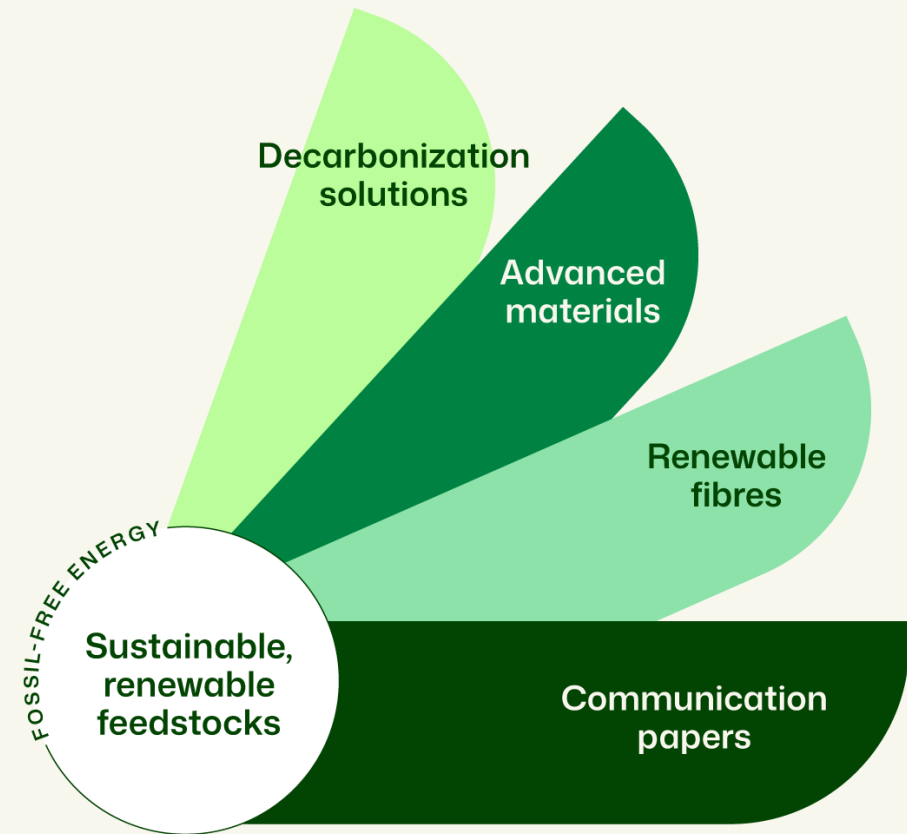 Decarbonization
solutions
Advanced
materials
Renewable
fibres
FOSSIL-FREE ENERGY
Sustainable,
renewable
feedstocks
Communication
papers